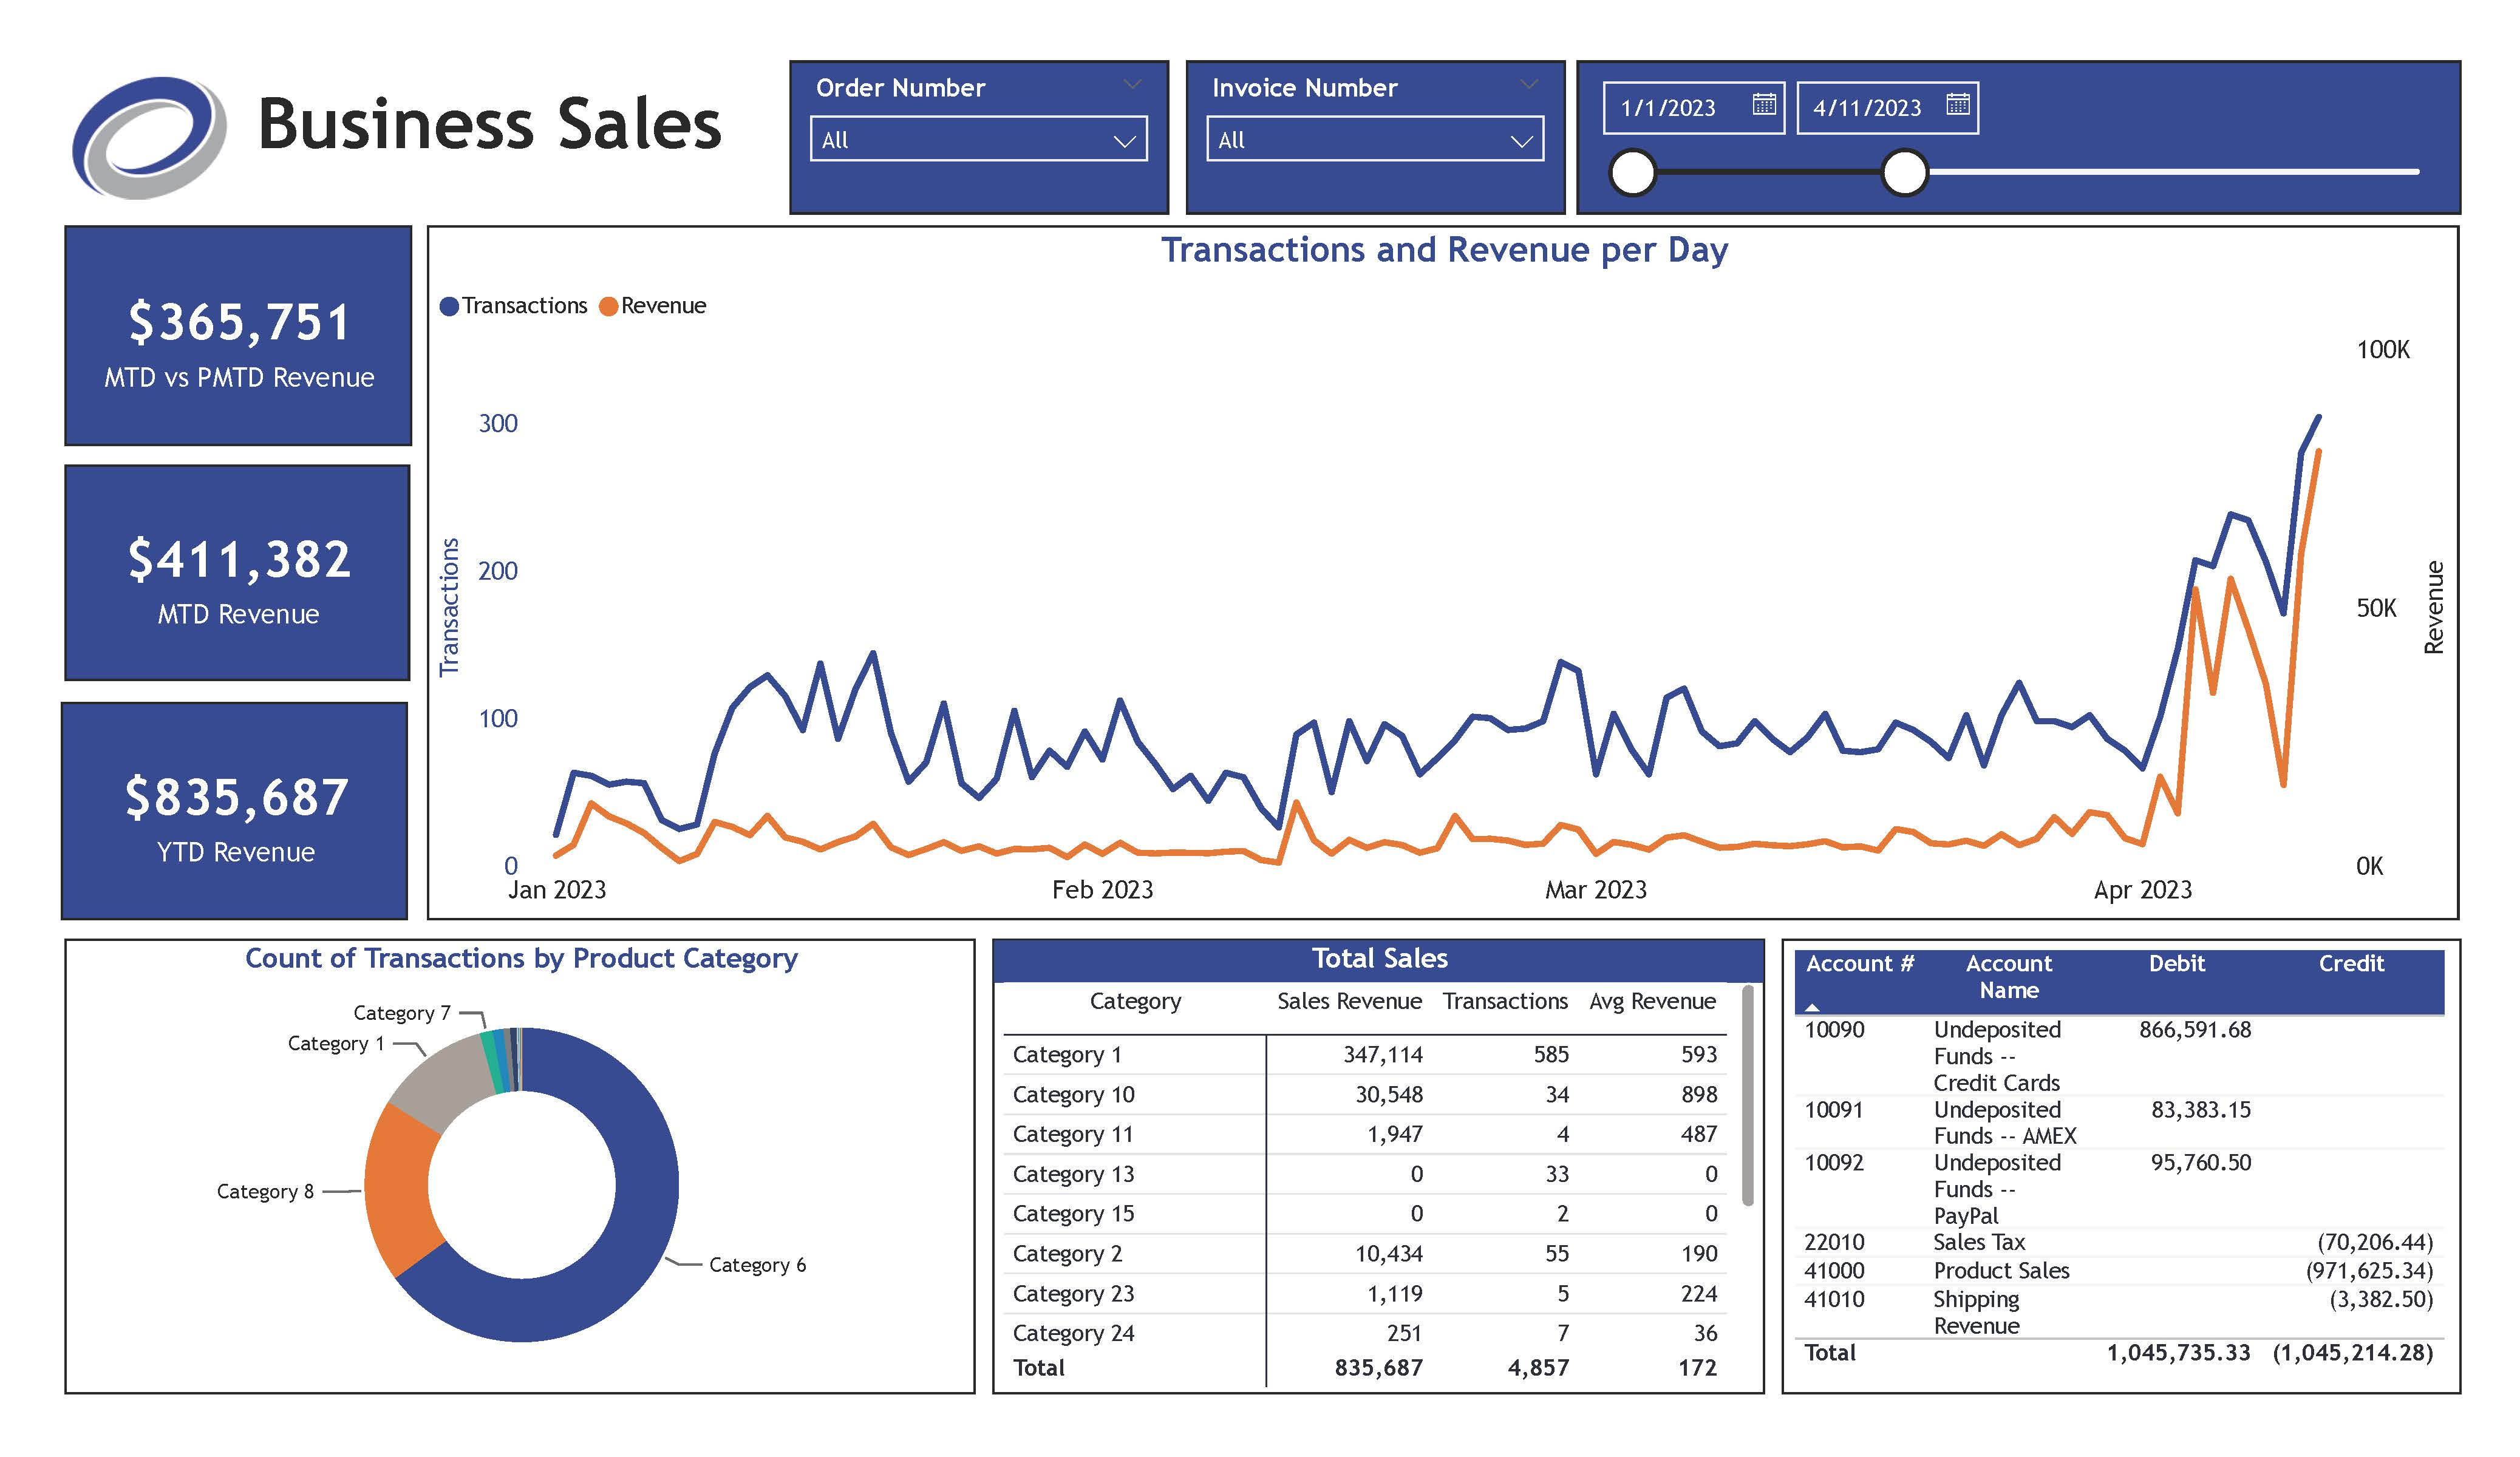 Business Sales
Order Number
All
Invoice Number
All
1/1/2023 4/11/2023
$365,751
MTD vs PMTD Revenue
$411,382
MTD Revenue
$835,687
YTD Revenue
Transactions and Revenue per Day
Transactions Revenue
Transactions
300
200
100
0
100K
50K
0K
Revenue
Jan 2023 Feb 2023 Mar 2023 Apr 2023
Count of Transactions by Product Category
Category 7
Category 1
Category 8
Category 6
Total Sales
Category Sales Revenue Transactions Avg Revenue
Category 1 347,114 585 593
Category 10 30,548 34 898
Category 11 1,947 4 487
Category 13 0 33 0
Category 15 0 2 0
Category 2 10,434 55 190
Category 23 1,119 5 224
Category 24 251 7 36
Total 835,687 4,857 172
Account # Account Debit Credit
Name
10090 Undeposited 866,591.68
Funds --
Credit Cards
10091 Undeposited 83,383.15
Funds -- AMEX
10092 Undeposited 95,760.50
Funds --
PayPal
22010 Sales Tax (70,206.44)
41000 Product Sales (971,625.34)
41010 Shipping (3,382.50)
Revenue
Total 1,045,735.33 (1,045,214.28)